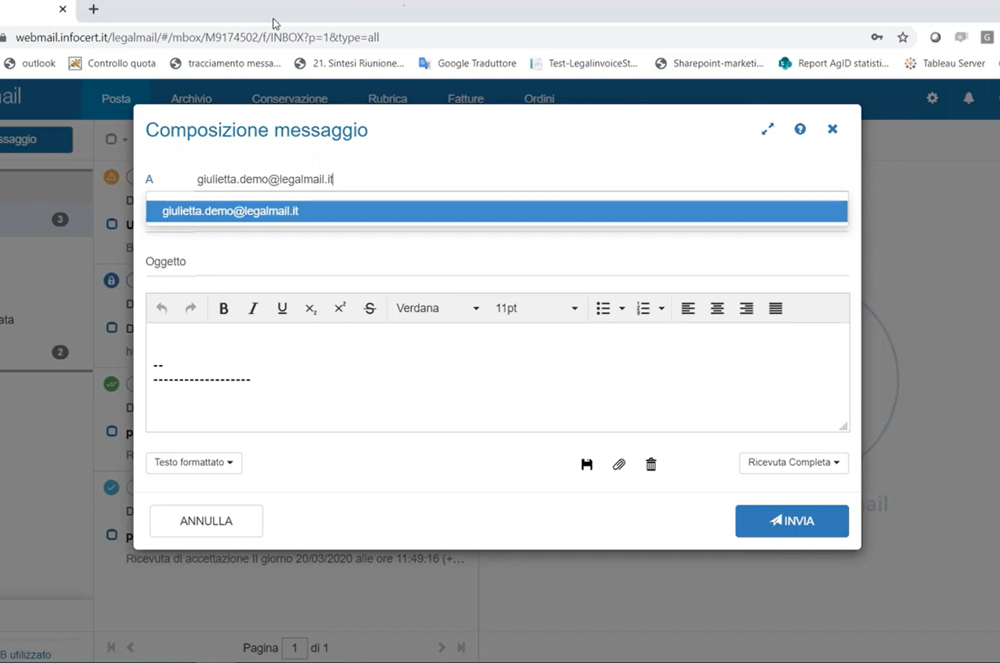 webmail.infocert.it/legalmail/#/mbox/M9174502/f/INBOX?p=1&type=all
G
outlook Controllo quota tracciamento messa... 21. Sintesi Riunione... Google Traduttore Test-LegalinvoiceSt... Sharepoint-marketi... Report AgID statisti... Tableau Server
ail Posta Archivio Conservazione Rubrica Fatture Ordini
ssaggio
Composizione messaggio
A giulietta.demo@legalmail.it
D
giulietta.demo@legalmail.it
3
U
B
Oggetto
D
Verdana 11pt
ata
D
2
h
--
-------------------
D
p
R
Testo formattato Ricevuta Completa
ail
D
ANNULLA INVIA
p
Ricevuta di accettazione Il giorno 20/03/2020 alle ore 11:49:16 (+...
Pagina 1 di 1
B utilizzato